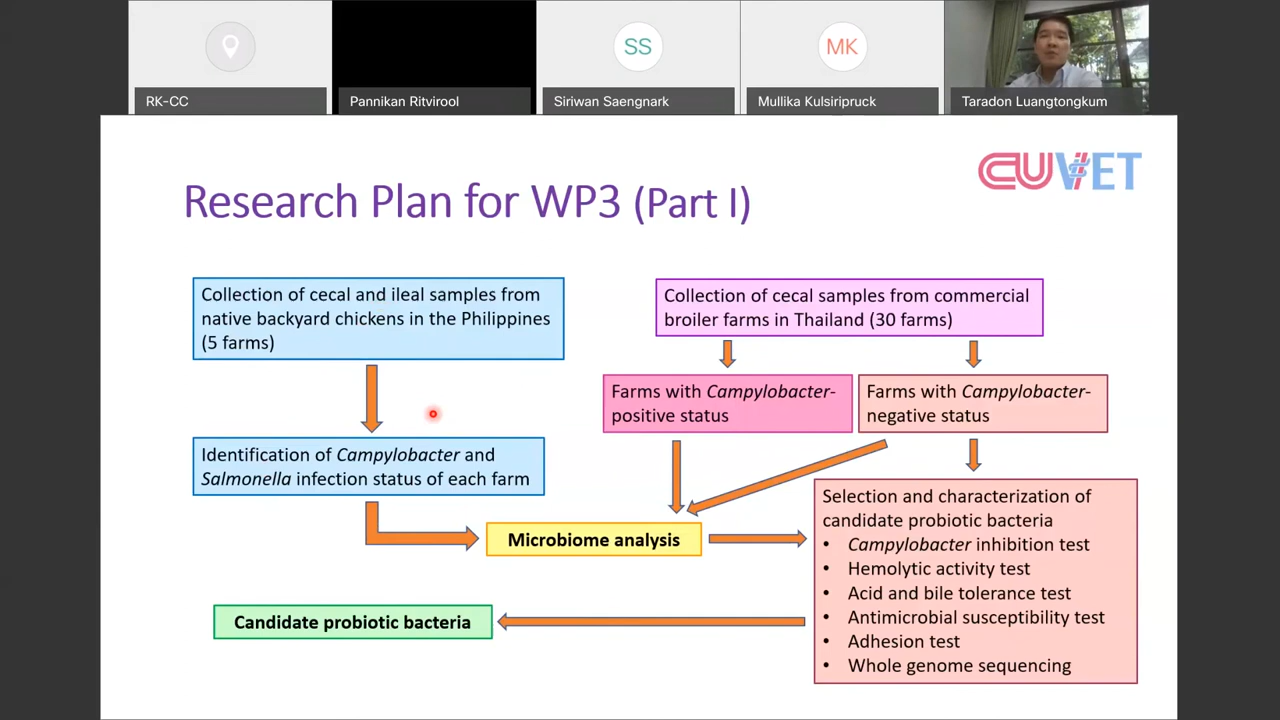 RK-CC
Pannikan Ritvirool
SS
Siriwan Saengnark
MK
Mullika Kulsiripruck
Taradon Luangtongkum
CUVET
Research Plan for WP3 (Part I)
Collection of cecal and ileal samples from
native backyard chickens in the Philippines
(5 farms)
Identification of Campylobacter and
Salmonella infection status of each farm
Collection of cecal samples from commercial
broiler farms in Thailand (30 farms)
Farms with Campylobacter-
positive status
Farms with Campylobacter-
negative status
Microbiome analysis
Selection and characterization of
candidate probiotic bacteria
• Campylobacter inhibition test
• Hemolytic activity test
• Acid and bile tolerance test
• Antimicrobial susceptibility test
• Adhesion test
• Whole genome sequencing
Candidate probiotic bacteria